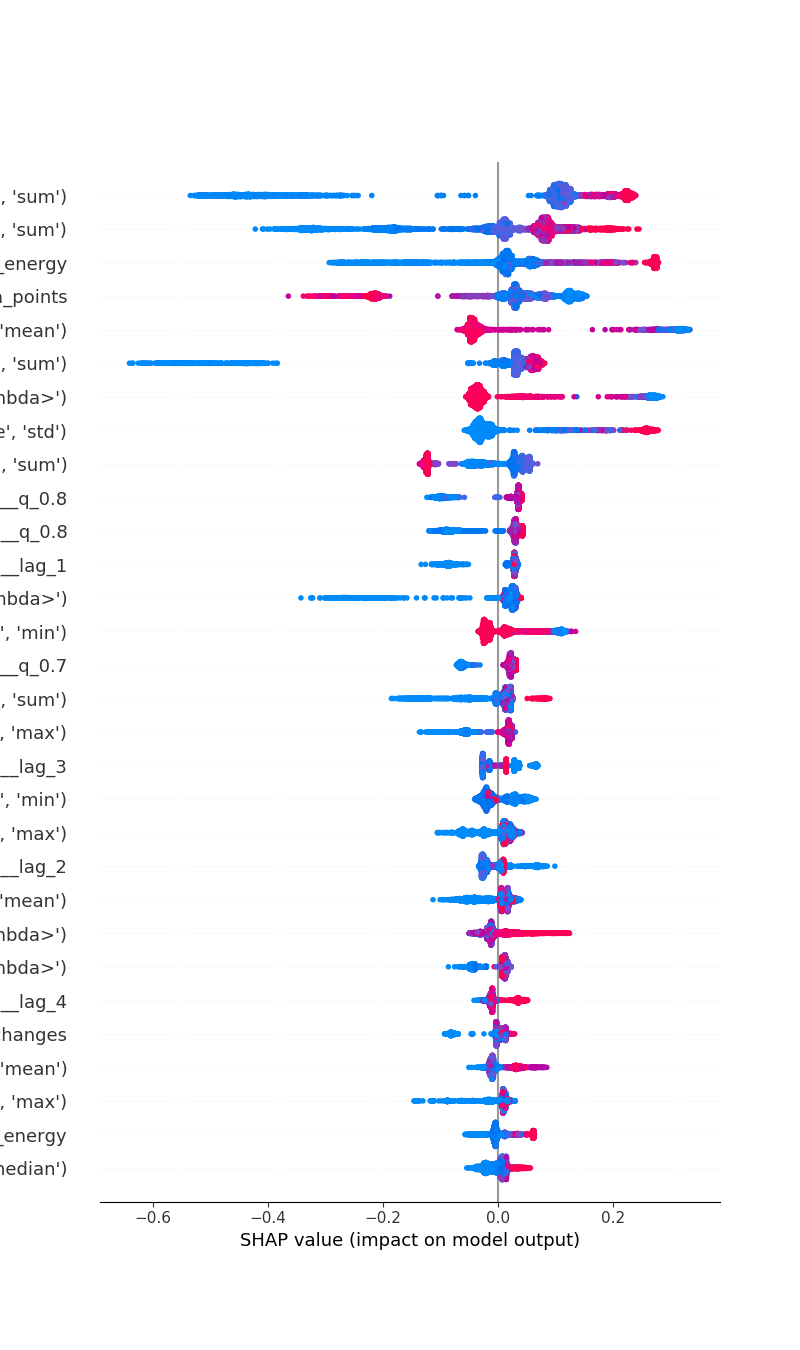 , 'sum')
, 'sum')
_energy
n_points
'mean')
, 'sum')
nbda>')
e', 'std')
, 'sum')
__q_0.8
__q_0.8
__lag_1
nbda>')
', 'min')
__q_0.7
, 'sum')
, 'max')
__lag_3
', 'min')
, 'max')
__lag_2
'mean')
nbda>')
nbda>')
__lag_4
changes
'mean')
, 'max')
_energy
nedian')
−0.6 −0.4 −0.2 0.0 0.2
SHAP value (impact on model output)